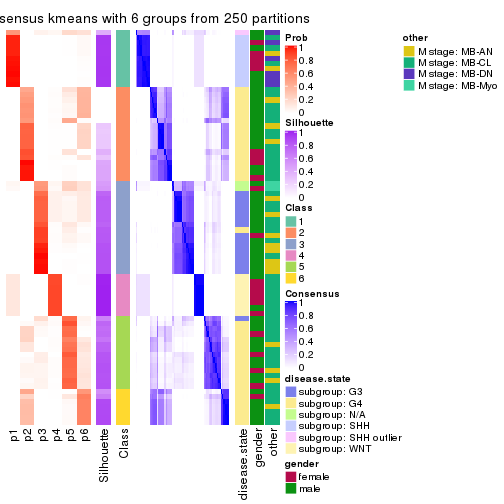 sensus kmeans with 6 groups from 250 partitions
Prob
1
0.8
0.6
0.4
0.2
0
Silhouette
1
0.8
0.6
0.4
0.2
0
Class
1
2
3
4
5
6
Consensus
1
0.8
0.6
0.4
0.2
0
disease.state
subgroup: G3
subgroup: G4
subgroup: N/A
subgroup: SHH
subgroup: SHH outlier
subgroup: WNT
gender
female
male
other
M stage: MB-AN
M stage: MB-CL
M stage: MB-DN
M stage: MB-Myo
p1
p2
p3
p4
p5
p6
Silhouette
Class
disease.state
gender
other